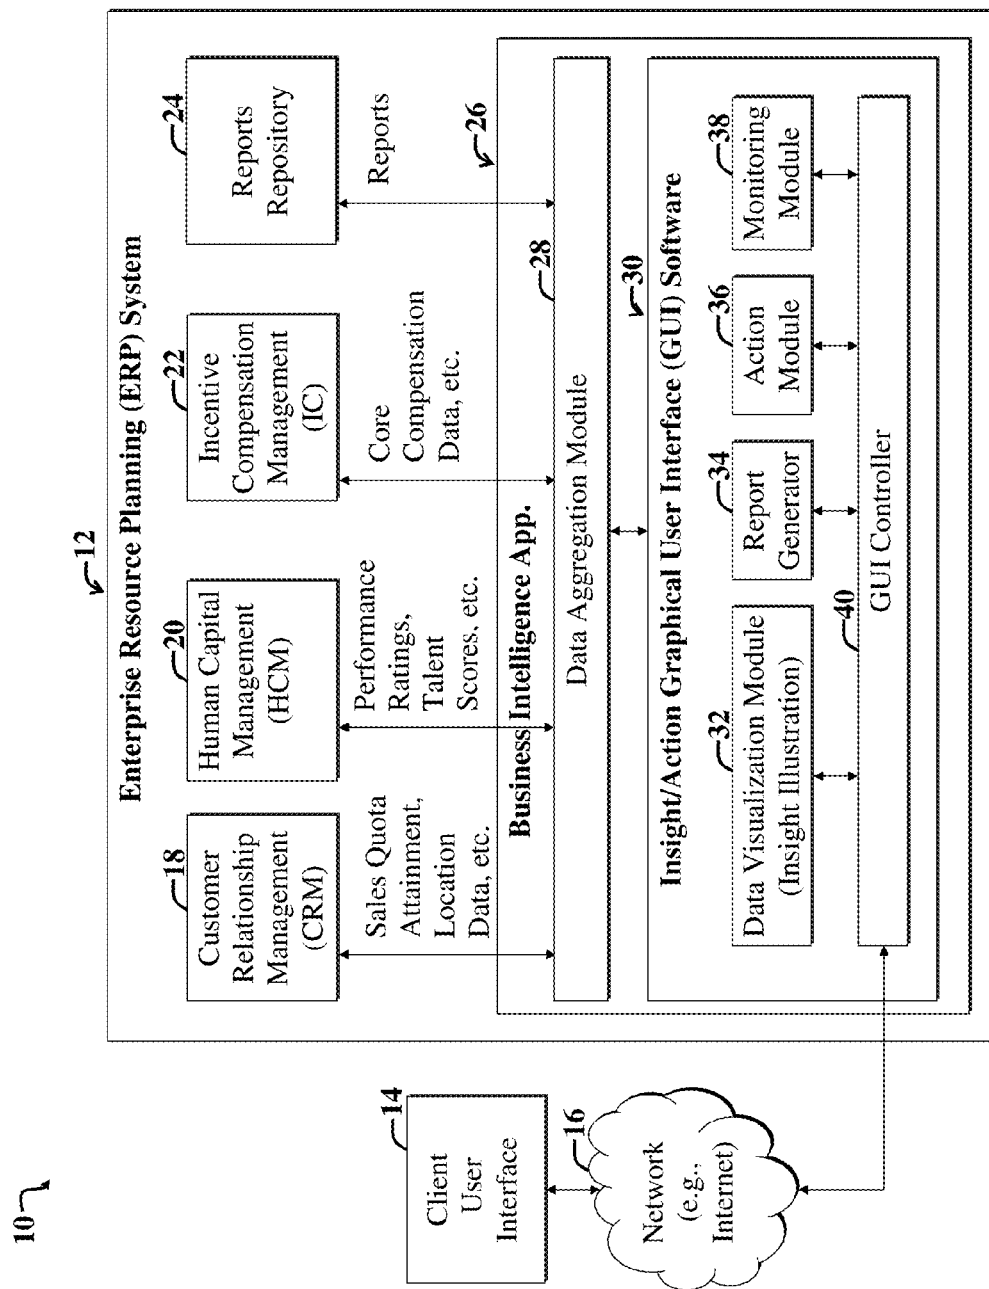 10
12
Enterprise Resource Planning (ERP) System
18
Customer
Relationship
Management
(CRM)
20
Human Capital
Management
(HCM)
22
Incentive
Compensation
Management
(IC)
24
Reports
Repository
Sales Quota
Attainment,
Location
Data, etc.
Performance
Ratings,
Talent
Scores, etc.
Core
Compensation
Data, etc.
Reports
26
Business Intelligence App.
28
Data Aggregation Module
30
Insight/Action Graphical User Interface (GUI) Software
32
Data Visualization Module
(Insight Illustration)
34
Report
Generator
36
Action
Module
38
Monitoring
Module
40
GUI Controller
14
Client
User
Interface
16
Network
(e.g.,
Internet)